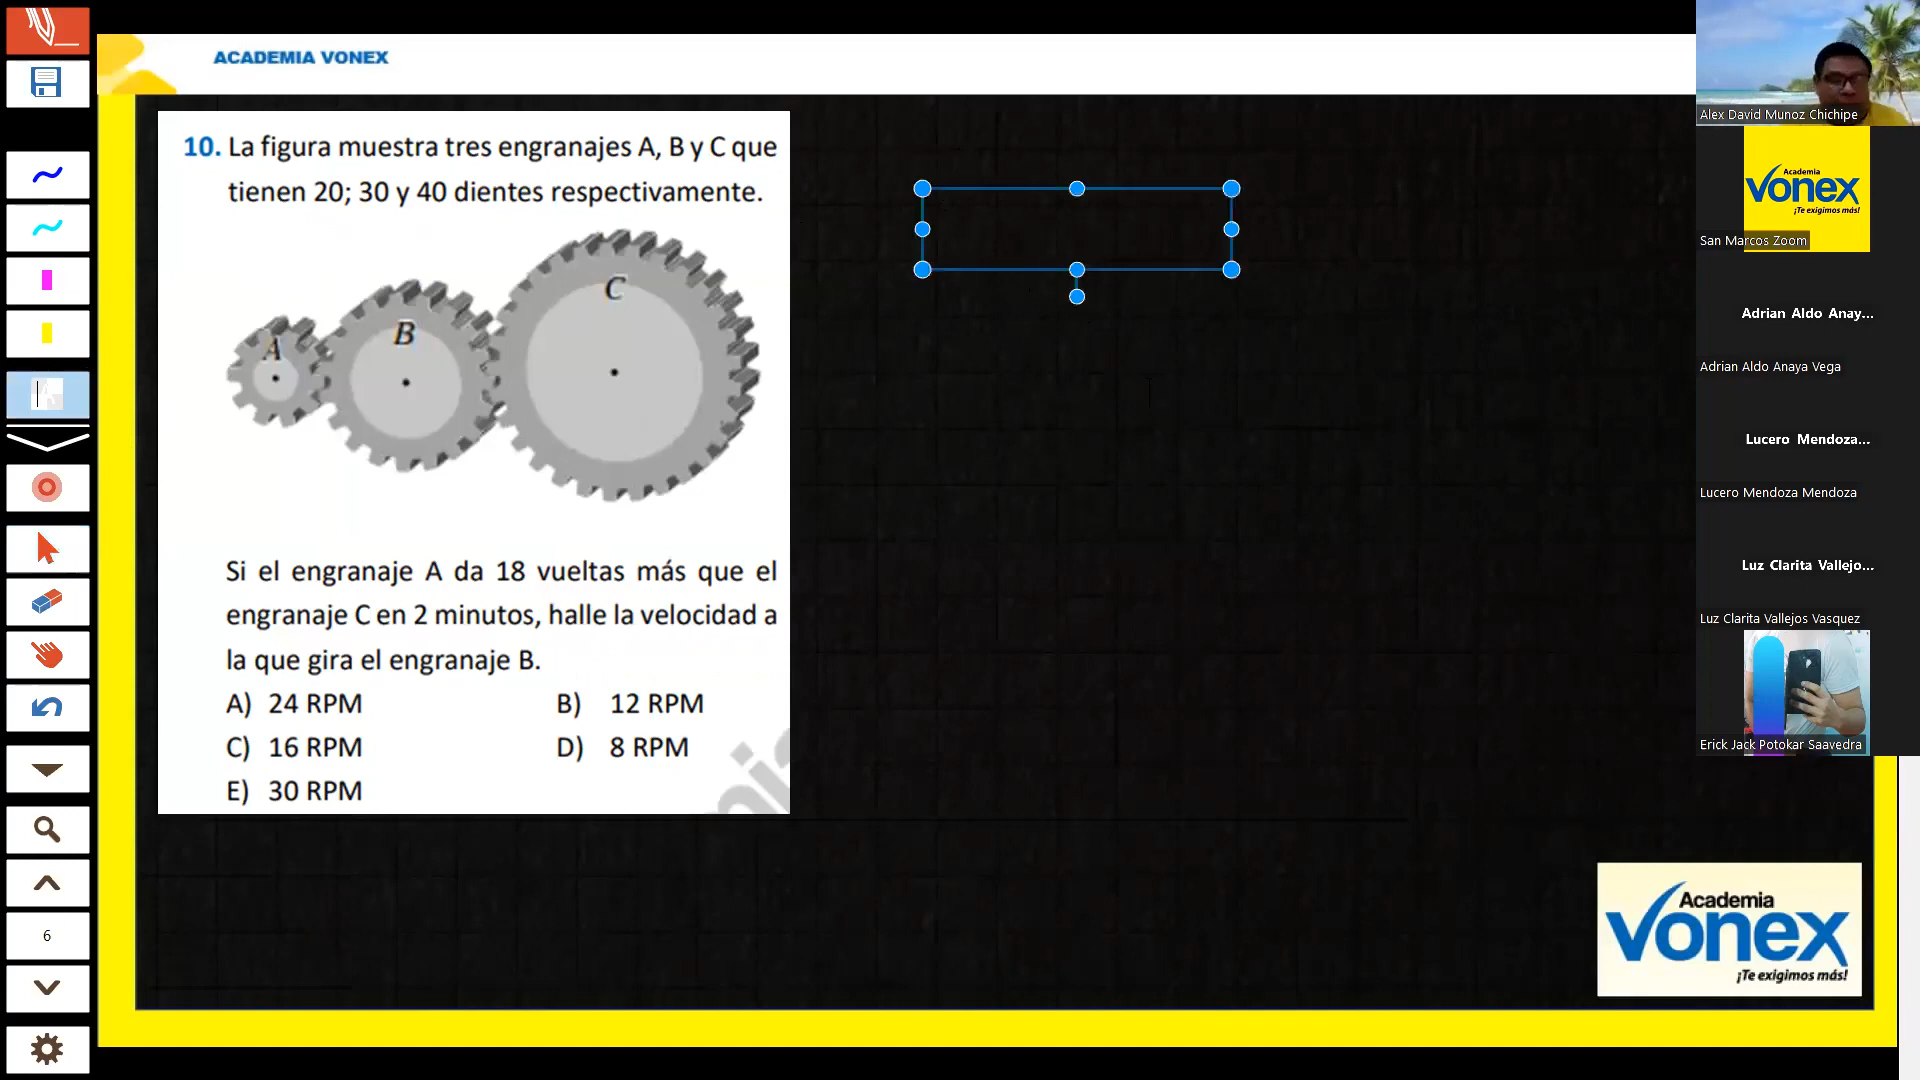 ACADEMIA VONEX
10. La figura muestra tres engranajes A, B y C que
tienen 20; 30 y 40 dientes respectivamente.
A
B
C
Si el engranaje A da 18 vueltas más que el
engranaje C en 2 minutos, halle la velocidad a
la que gira el engranaje B.
A) 24 RPM B) 12 RPM
C) 16 RPM D) 8 RPM
E) 30 RPM
6
Academia
vonex
¡Te exigimos más!
Alex David Munoz Chichipe
Academia
vonex
¡Te exigimos más!
San Marcos Zoom
Adrian Aldo Anay...
Adrian Aldo Anaya Vega
Lucero Mendoza...
Lucero Mendoza Mendoza
Luz Clarita Vallejo...
Luz Clarita Vallejos Vasquez
Erick Jack Potokar Saavedra